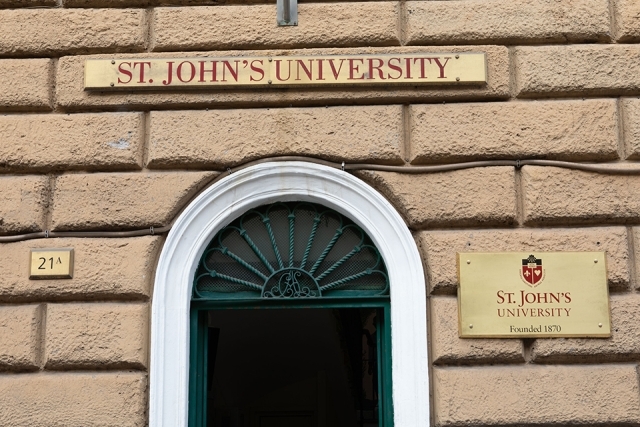 ST. JOHN'S UNIVERSITY
21A
ST. JOHN'S
UNIVERSITY
Founded 1870